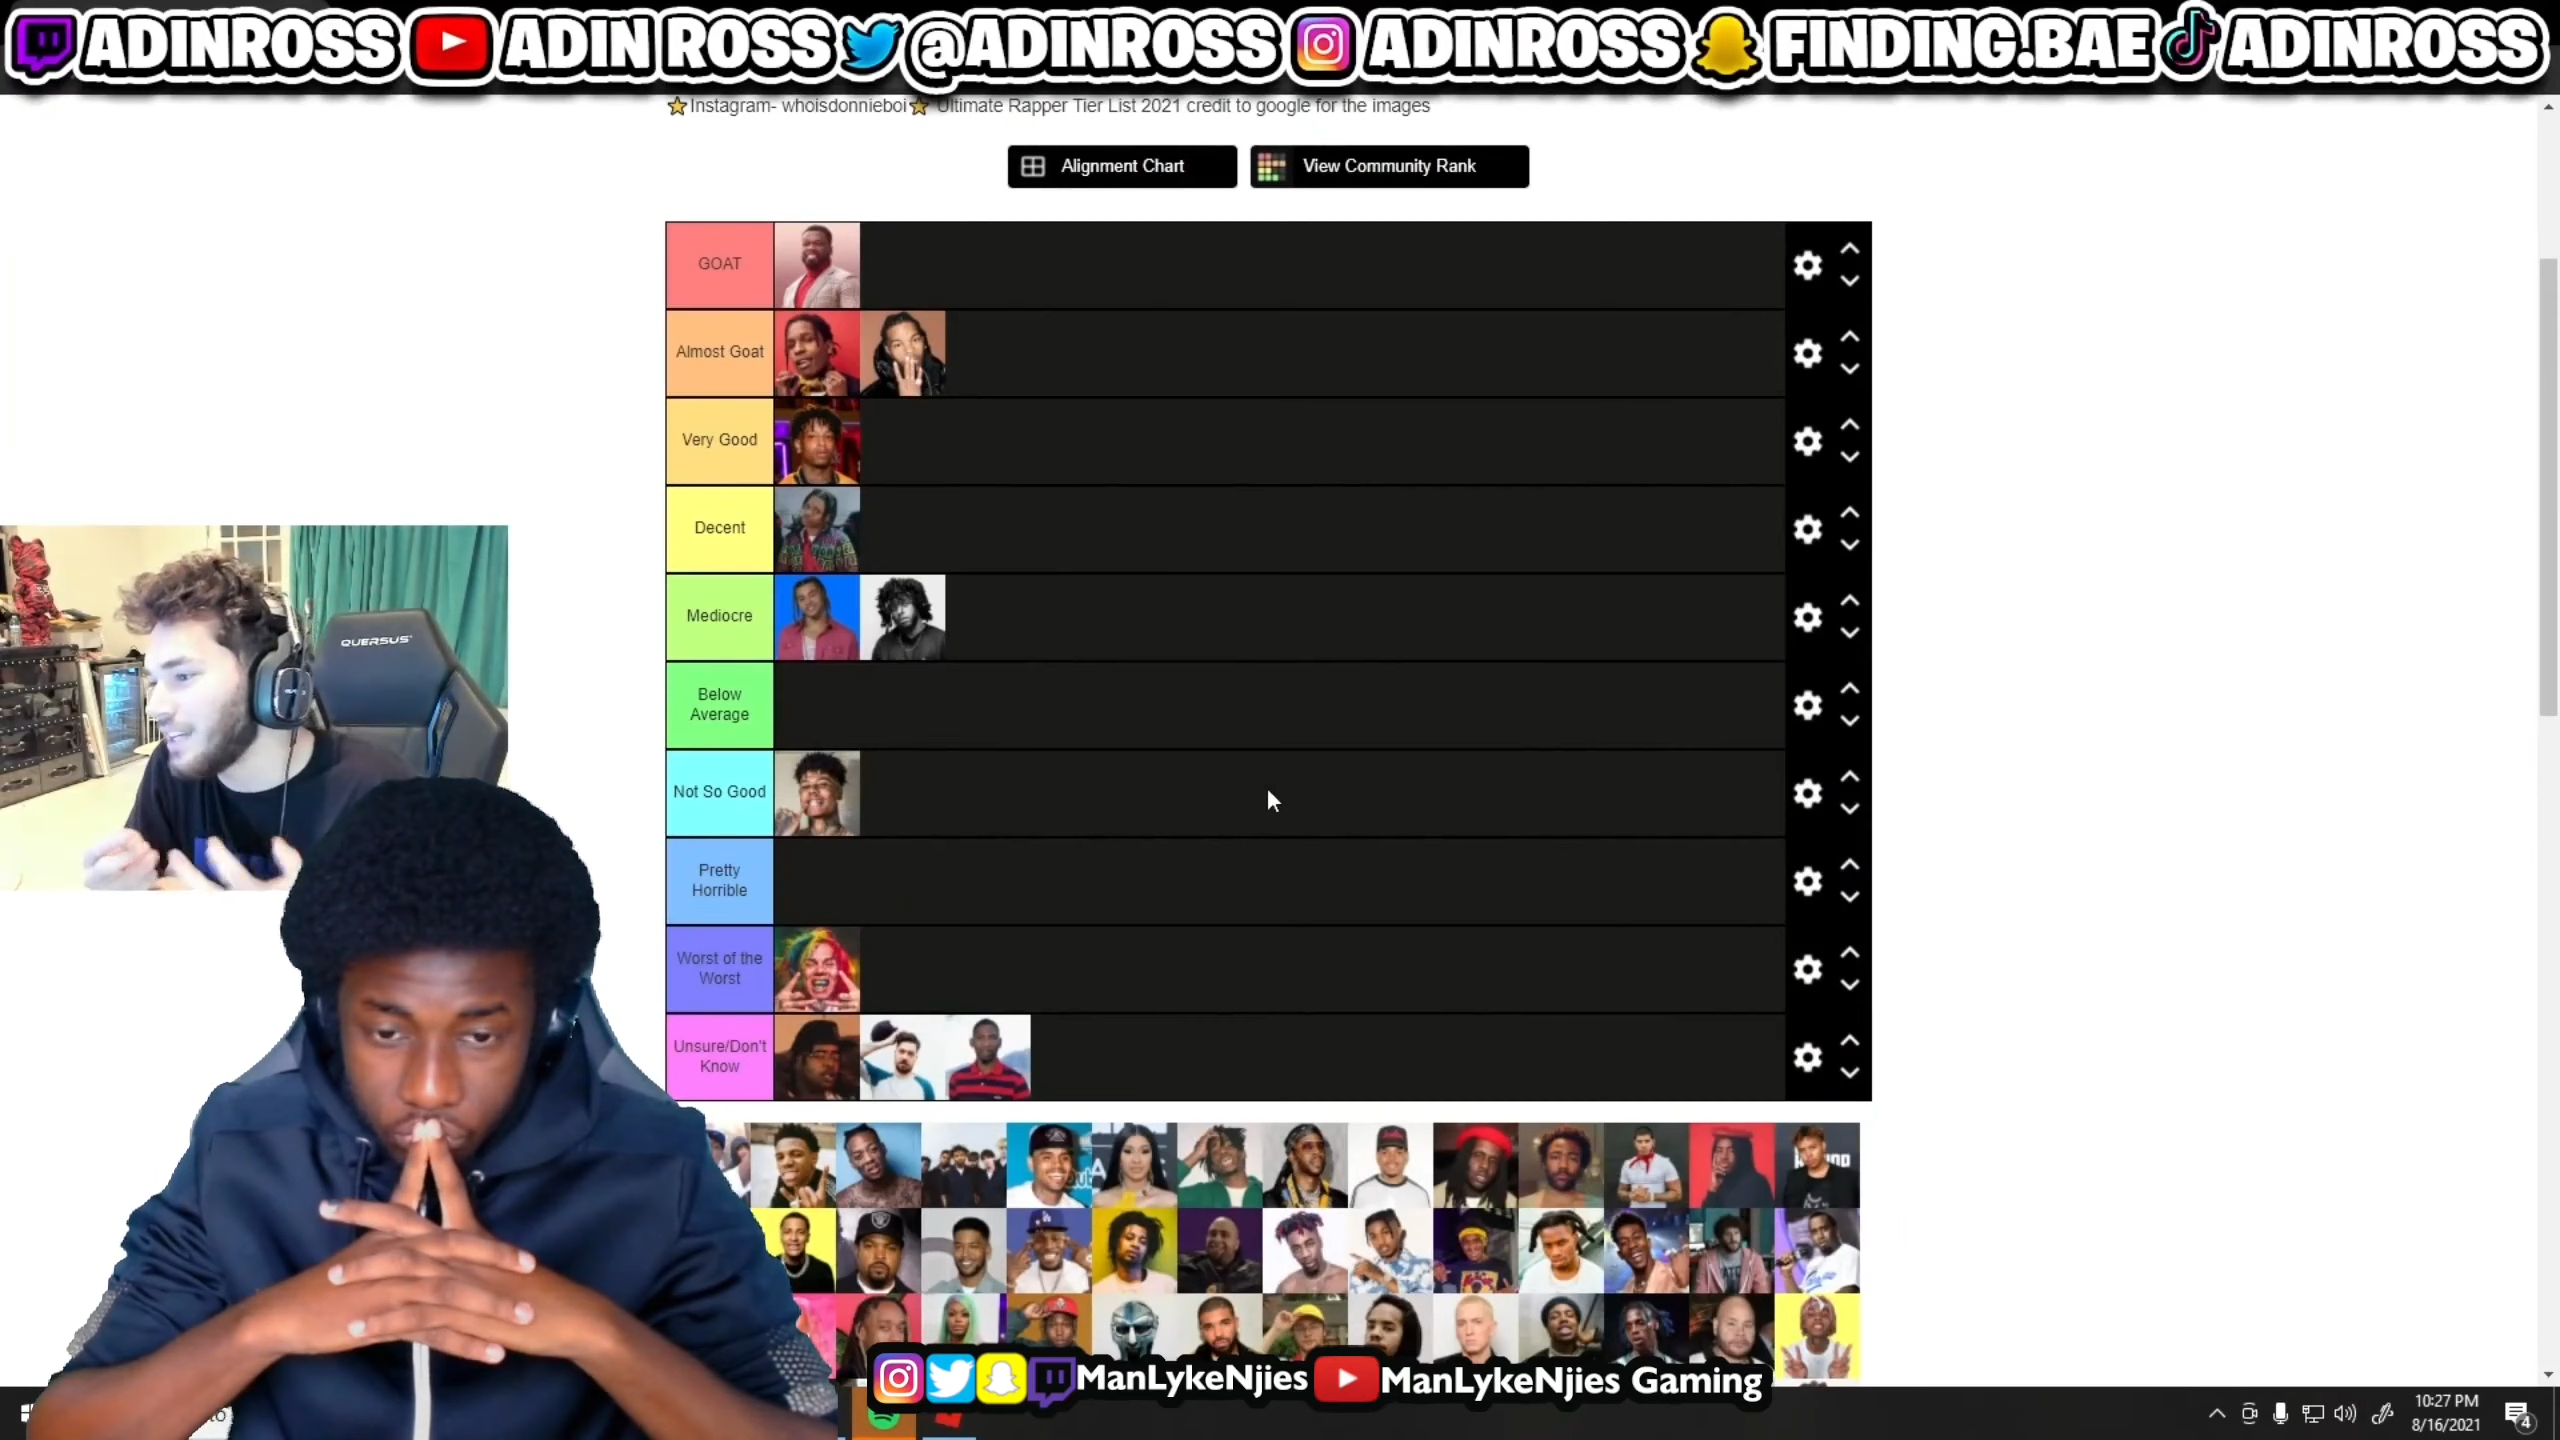 ADINROSS ADIN ROSS @ADINROSS ADINROSS FINDING.BAE ADINROSS
Instagram- whoisdonnieboi Ultimate Rapper Tier List 2021 credit to google for the images
Alignment Chart View Community Rank
GOAT
Almost Goat
Very Good
Decent
Mediocre
Below
Average
Not So Good
Pretty
Horrible
Worst of the
Worst
Unsure/Don't
Know
QUERSUS
ManLykeNjies ManLykeNjies Gaming
10:27 PM
8/16/2021
4